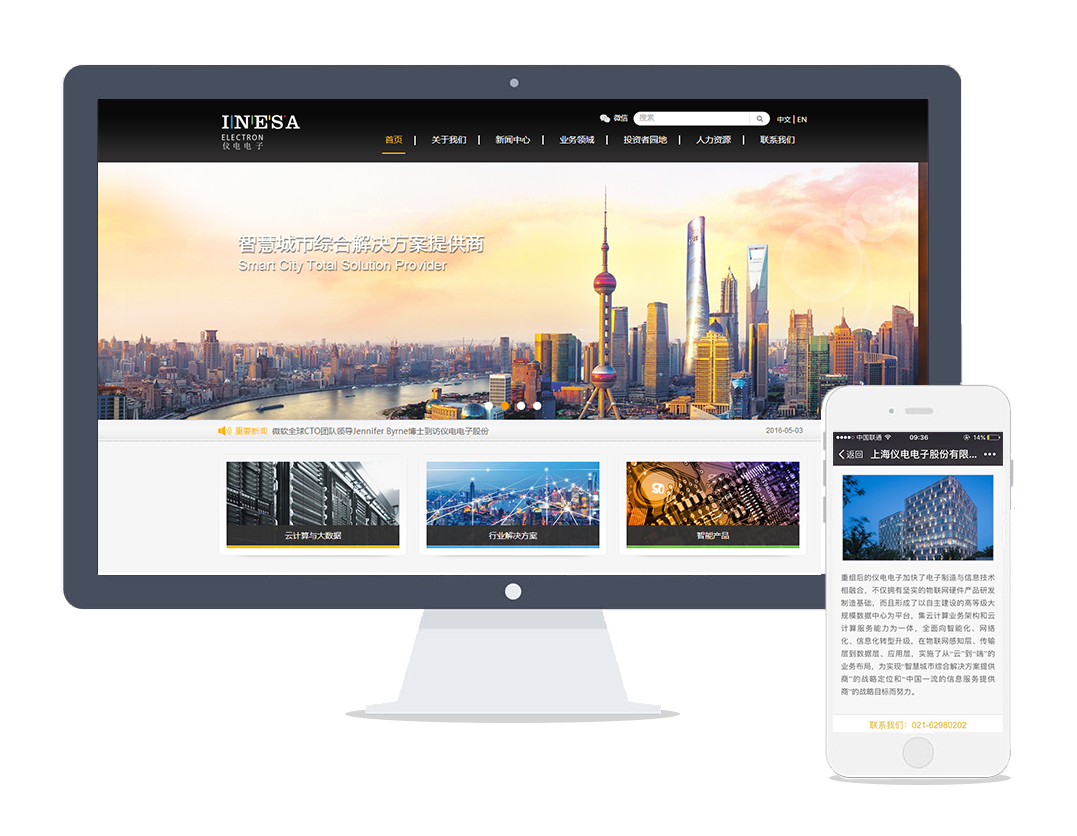 INESA
ELECTRON
仪电电子
微信 搜索 中文 | EN
首页 | 关于我们 | 新闻中心 | 业务领域 | 投资者园地 | 人力资源 | 联系我们
智慧城市综合解决方案提供商
Smart City Total Solution Provider
重要新闻 微软全球CTO团队领导Jennifer Byrne博士到访仪电电子股份 2016-05-03
云计算与大数据
行业解决方案
智能产品
中国联通 09:36 14%
返回 上海仪电电子股份有限...
重组后的仪电电子加快了电子制造与信息技术
相融合，不仅拥有坚实的物联网硬件产品研发
制造基础，而且形成了以自主建设的高等级大
规模数据中心为平台，集云计算业务架构和云
计算服务能力为一体，全面向智能化、网络
化、信息化转型升级，在物联网感知层、传输
层到数据层、应用层，实施了从“云”到“端”的
业务布局，为实现“智慧城市综合解决方案提供
商”的战略定位和“中国一流的信息服务提供
商”的战略目标而努力。
联系我们：021-62980202